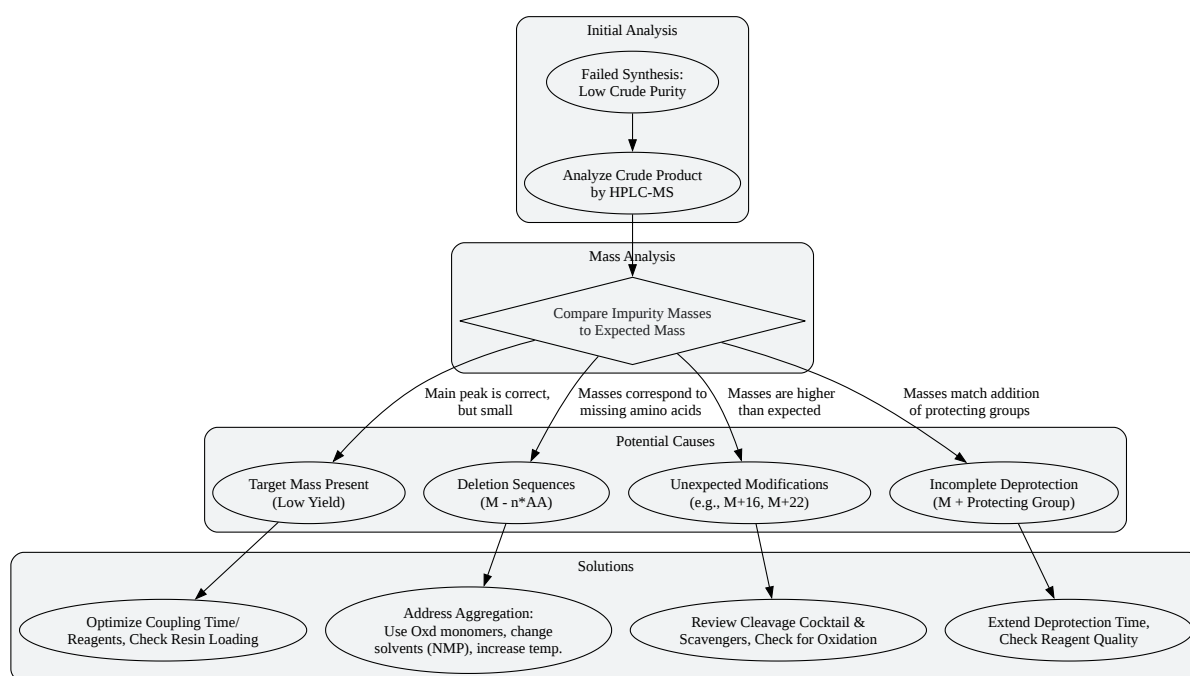 Initial Analysis
Failed Synthesis:
Low Crude Purity
Analyze Crude Product
by HPLC-MS
Mass Analysis
Compare Impurity Masses
to Expected Mass
Main peak is correct,
but small
Masses correspond to
missing amino acids
Masses are higher
than expected
Masses match addition
of protecting groups
Potential Causes
Target Mass Present
(Low Yield)
Deletion Sequences
(M - n*AA)
Unexpected Modifications
(e.g., M+16, M+22)
Incomplete Deprotection
(M + Protecting Group)
Solutions
Optimize Coupling Time/
Reagents, Check Resin Loading
Address Aggregation:
Use Oxd monomers, change
solvents (NMP), increase temp.
Review Cleavage Cocktail &
Scavengers, Check for Oxidation
Extend Deprotection Time,
Check Reagent Quality